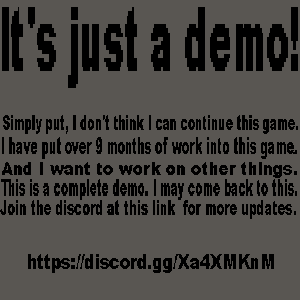 It's just a demo!
Simply put, I don't think I can continue this game.
I have put over 9 months of work into this game.
And I want to work on other things.
This is a complete demo. I may come back to this.
Join the discord at this link for more updates.
https://discord.gg/Xa4XMKnM